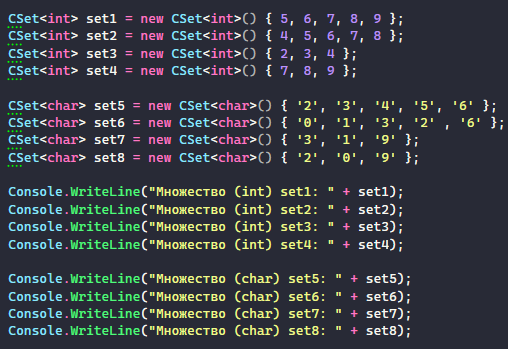 CSet<int> set1 = new CSet<int>() { 5, 6, 7, 8, 9 };
CSet<int> set2 = new CSet<int>() { 4, 5, 6, 7, 8 };
CSet<int> set3 = new CSet<int>() { 2, 3, 4 };
CSet<int> set4 = new CSet<int>() { 7, 8, 9 };
CSet<char> set5 = new CSet<char>() { '2', '3', '4', '5', '6' };
CSet<char> set6 = new CSet<char>() { '0', '1', '3', '2' , '6' };
CSet<char> set7 = new CSet<char>() { '3', '1', '9' };
CSet<char> set8 = new CSet<char>() { '2', '0', '9' };
Console.WriteLine("Множество (int) set1: " + set1);
Console.WriteLine("Множество (int) set2: " + set2);
Console.WriteLine("Множество (int) set3: " + set3);
Console.WriteLine("Множество (int) set4: " + set4);
Console.WriteLine("Множество (char) set5: " + set5);
Console.WriteLine("Множество (char) set6: " + set6);
Console.WriteLine("Множество (char) set7: " + set7);
Console.WriteLine("Множество (char) set8: " + set8);